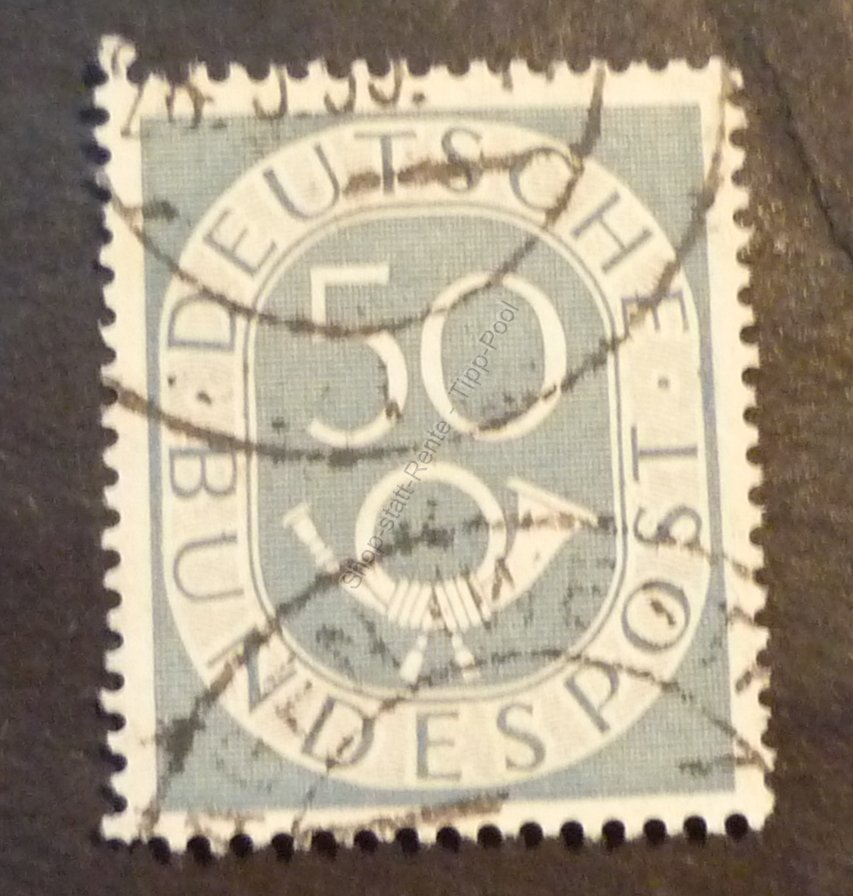 DEUTSCHE · BUNDESPOST ·
50
Shop-statt-Rente - Tipp-Pool